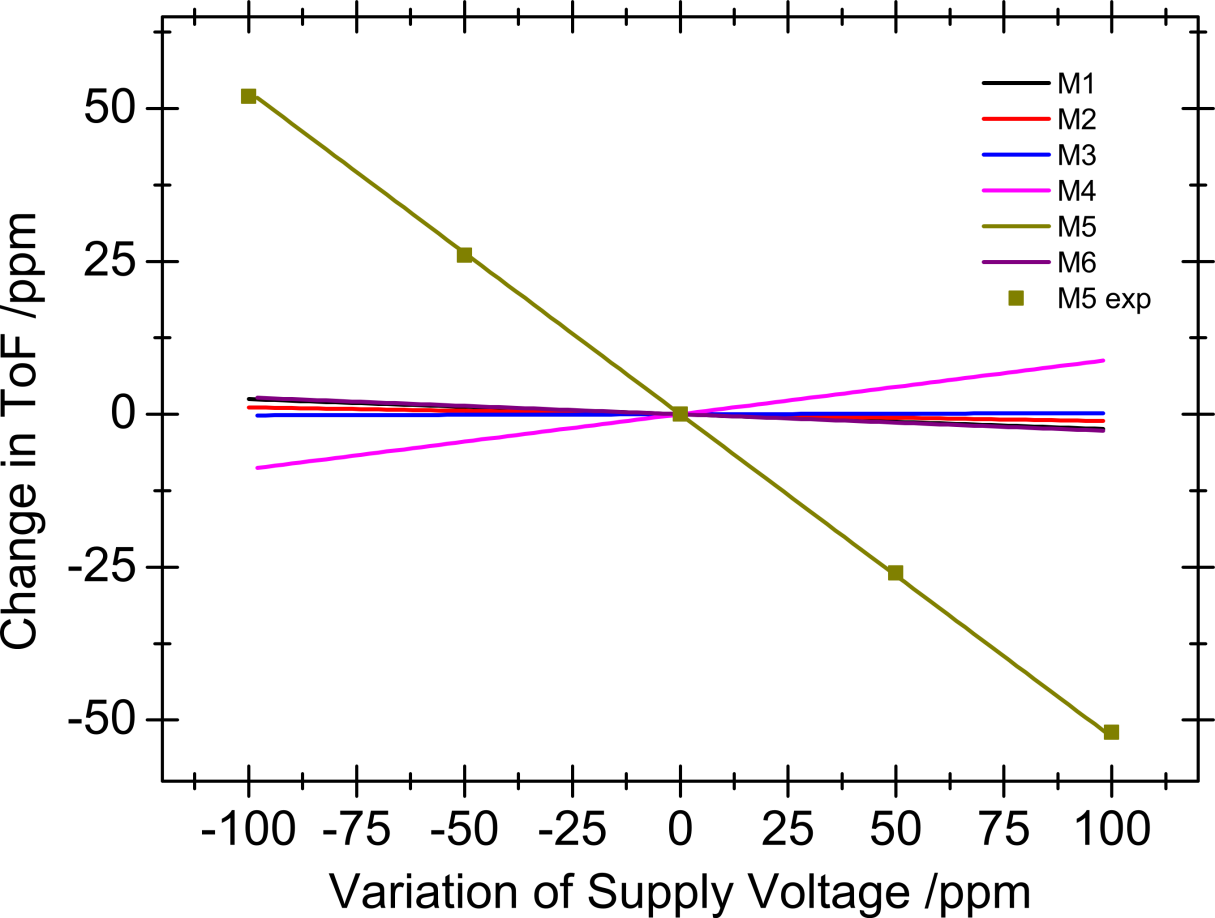 Change in ToF /ppm
50
25
0
-25
-50
M1
M2
M3
M4
M5
M6
M5 exp
-100 -75 -50 -25 0 25 50 75 100
Variation of Supply Voltage /ppm